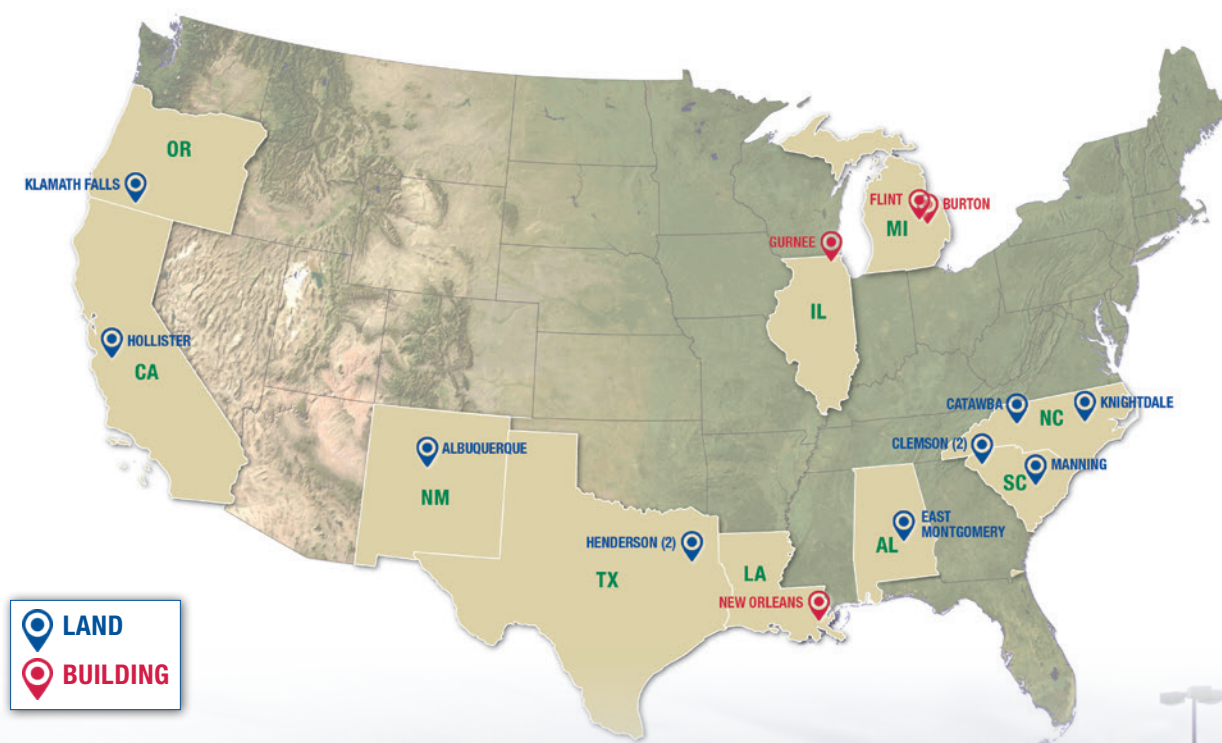 OR
KLAMATH FALLS
FLINT
BURTON
MI
GURNEE
IL
HOLLISTER
CA
CATAWBA
KNIGHTDALE
NC
CLEMSON (2)
ALBUQUERQUE
MANNING
SC
NM
EAST
MONTGOMERY
AL
HENDERSON (2)
TX
LA
NEW ORLEANS
LAND
BUILDING